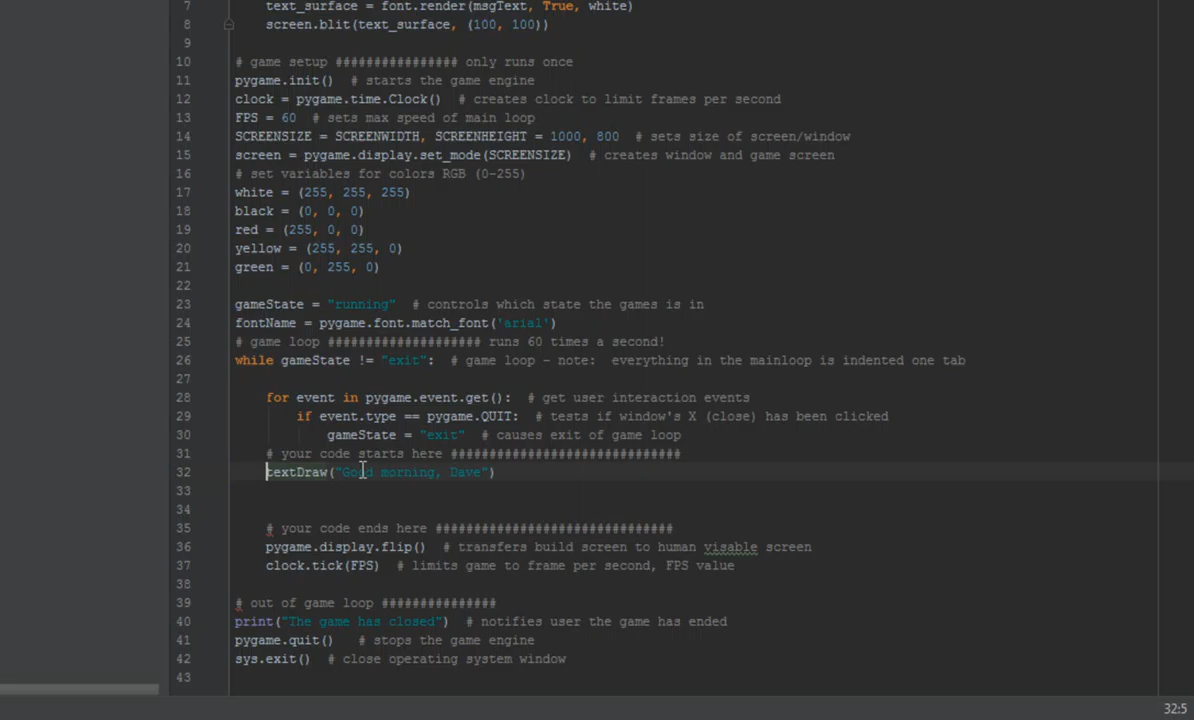 7 text_surface = font.render(msgText, True, white)
8 screen.blit(text_surface, (100, 100))
9
10 # game setup ################ only runs once
11 pygame.init()  # starts the game engine
12 clock = pygame.time.Clock()  # creates clock to limit frames per second
13 FPS = 60  # sets max speed of main loop
14 SCREENSIZE = SCREENWIDTH, SCREENHEIGHT = 1000, 800  # sets size of screen/window
15 screen = pygame.display.set_mode(SCREENSIZE)  # creates window and game screen
16 # set variables for colors RGB (0-255)
17 white = (255, 255, 255)
18 black = (0, 0, 0)
19 red = (255, 0, 0)
20 yellow = (255, 255, 0)
21 green = (0, 255, 0)
22
23 gameState = "running"  # controls which state the games is in
24 fontName = pygame.font.match_font('arial')
25 # game loop #################### runs 60 times a second!
26 while gameState != "exit":  # game loop - note:  everything in the mainloop is indented one tab
27
28 for event in pygame.event.get():  # get user interaction events
29 if event.type == pygame.QUIT:  # tests if window's X (close) has been clicked
30 gameState = "exit"  # causes exit of game loop
31 # your code starts here ##############################
32 textDraw("Good morning, Dave")
33
34
35 # your code ends here ###############################
36 pygame.display.flip()  # transfers build screen to human visable screen
37 clock.tick(FPS)  # limits game to frame per second, FPS value
38
39 # out of game loop ###############
40 print("The game has closed")  # notifies user the game has ended
41 pygame.quit()   # stops the game engine
42 sys.exit()  # close operating system window
43
32:5